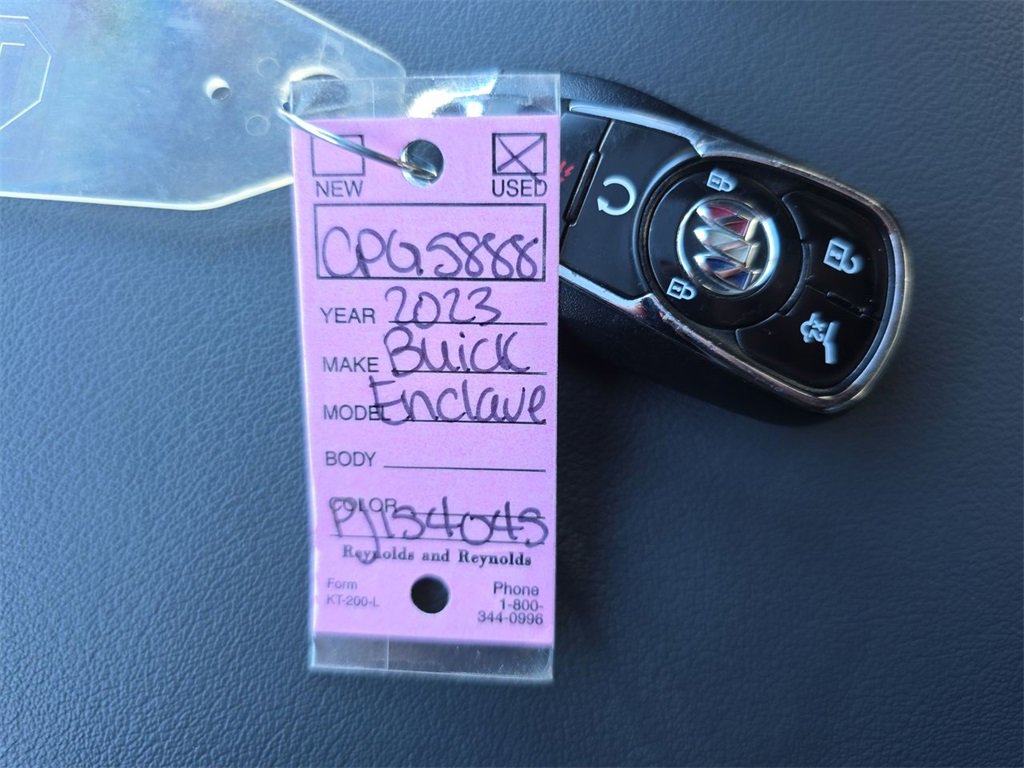 NEW USED
CPG5888
YEAR 2023
MAKE Buick
MODEL Enclave
BODY
COLOR
PJ154045
Reynolds and Reynolds
Form
KT-200-L
Phone
1-800-
344-0996